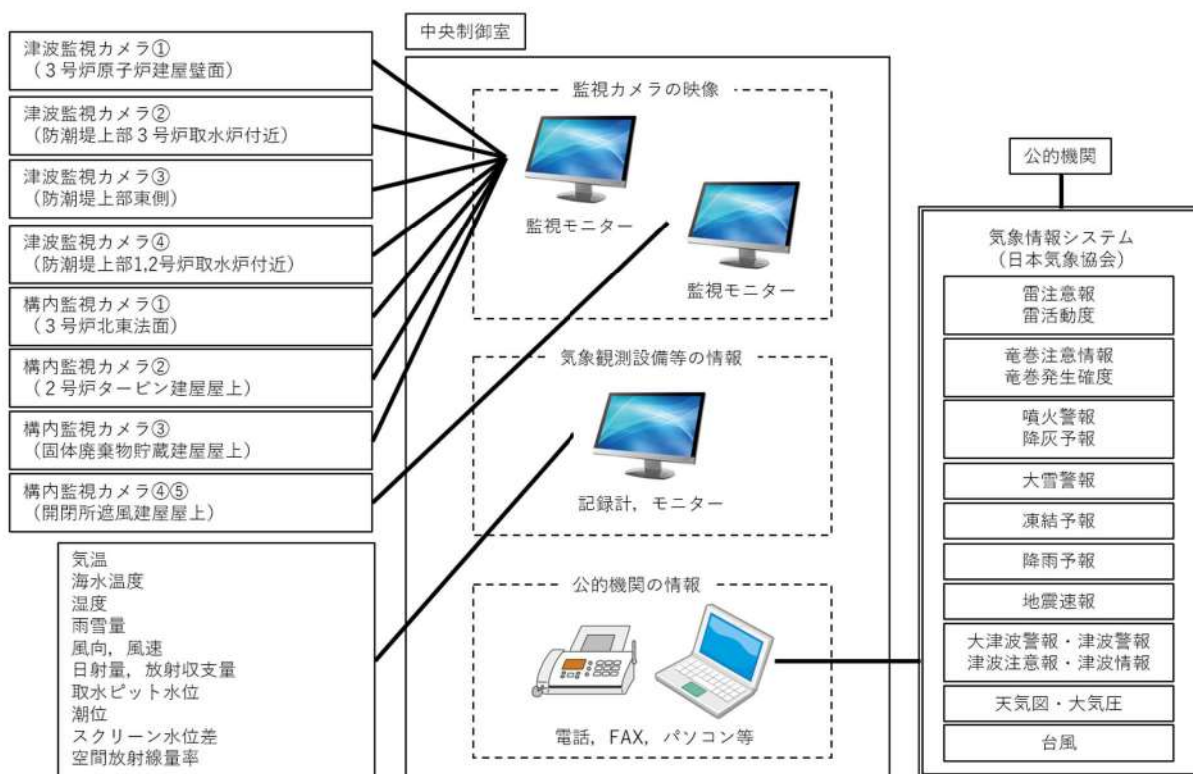 津波監視カメラ①
（３号炉原子炉建屋壁面）
津波監視カメラ②
（防潮堤上部３号炉取水炉付近）
津波監視カメラ③
（防潮堤上部東側）
津波監視カメラ④
（防潮堤上部1,2号炉取水炉付近）
構内監視カメラ①
（３号炉北東法面）
構内監視カメラ②
（２号炉タービン建屋屋上）
構内監視カメラ③
（固体廃棄物貯蔵建屋屋上）
構内監視カメラ④⑤
（開閉所遮風建屋屋上）
気温
海水温度
湿度
雨雪量
風向，風速
日射量，放射収支量
取水ピット水位
潮位
スクリーン水位差
空間放射線量率
中央制御室
監視カメラの映像
監視モニター
監視モニター
気象観測設備等の情報
記録計，モニター
公的機関の情報
電話，FAX，パソコン等
公的機関
気象情報システム
（日本気象協会）
雷注意報
雷活動度
竜巻注意情報
竜巻発生確度
噴火警報
降灰予報
大雪警報
凍結予報
降雨予報
地震速報
大津波警報・津波警報
津波注意報・津波情報
天気図・大気圧
台風